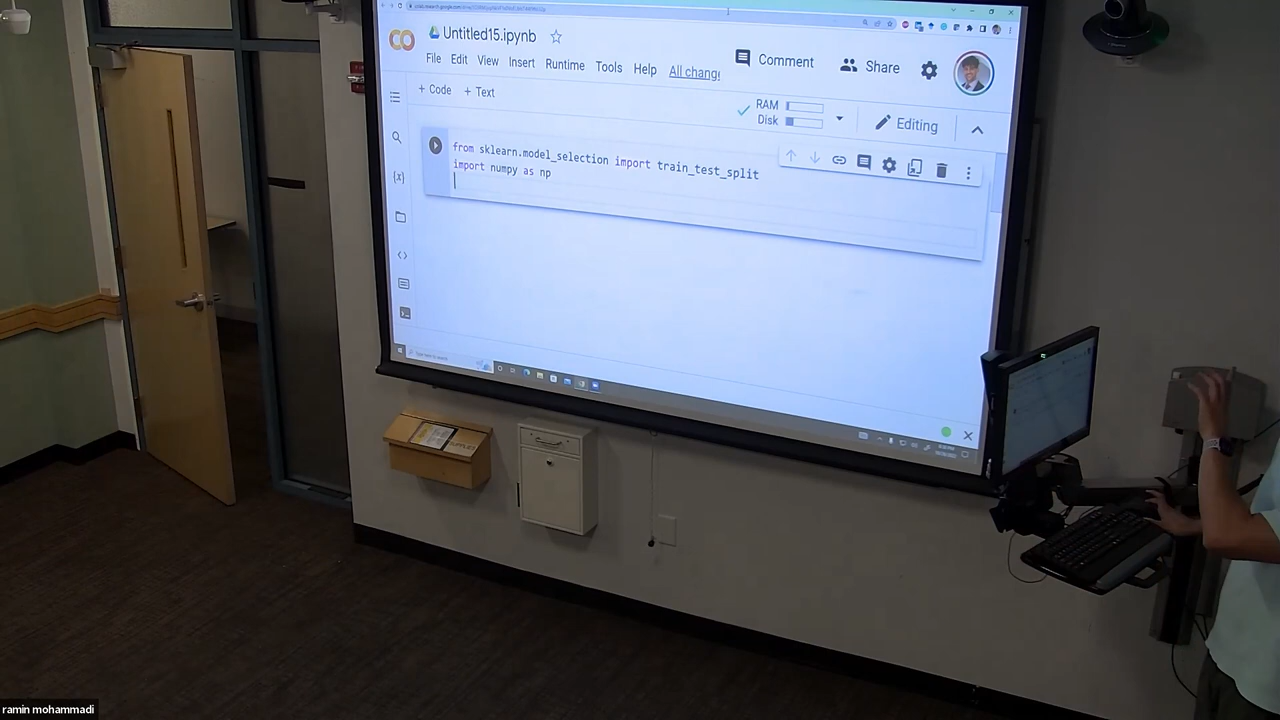 Untitled15.ipynb
File Edit View Insert Runtime Tools Help All chang
Comment Share
+ Code + Text
RAM
Disk
Editing
from sklearn.model_selection import train_test_split
import numpy as np
ramin mohammadi